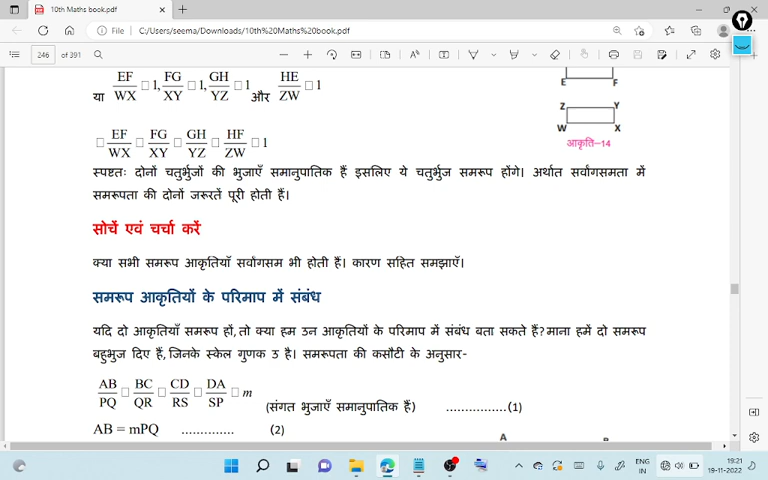 10th Maths book.pdf
File C:/Users/seema/Downloads/10th%20Maths%20book.pdf
246 of 391
या EF/WX □ 1, FG/XY □ 1, GH/YZ □ 1 और HE/ZW □ 1
E F
Z Y
W X
आकृति–14
□ EF/WX □ FG/XY □ GH/YZ □ HF/ZW □ 1
स्पष्टतः दोनों चतुर्भुजों की भुजाएँ समानुपातिक हैं इसलिए ये चतुर्भुज समरूप होंगे। अर्थात सर्वांगसमता में
समरूपता की दोनों जरूरतें पूरी होती हैं।
सोचें एवं चर्चा करें
क्या सभी समरूप आकृतियाँ सर्वांगसम भी होती हैं। कारण सहित समझाएँ।
समरूप आकृतियों के परिमाप में संबंध
यदि दो आकृतियाँ समरूप हों, तो क्या हम उन आकृतियों के परिमाप में संबंध बता सकते हैं? माना हमें दो समरूप
बहुभुज दिए हैं, जिनके स्केल गुणक उ है। समरूपता की कसौटी के अनुसार-
AB/PQ □ BC/QR □ CD/RS □ DA/SP □ m (संगत भुजाएँ समानुपातिक हैं) ................(1)
AB = mPQ .............. (2)
A
ENG
IN
19:21
19-11-2022